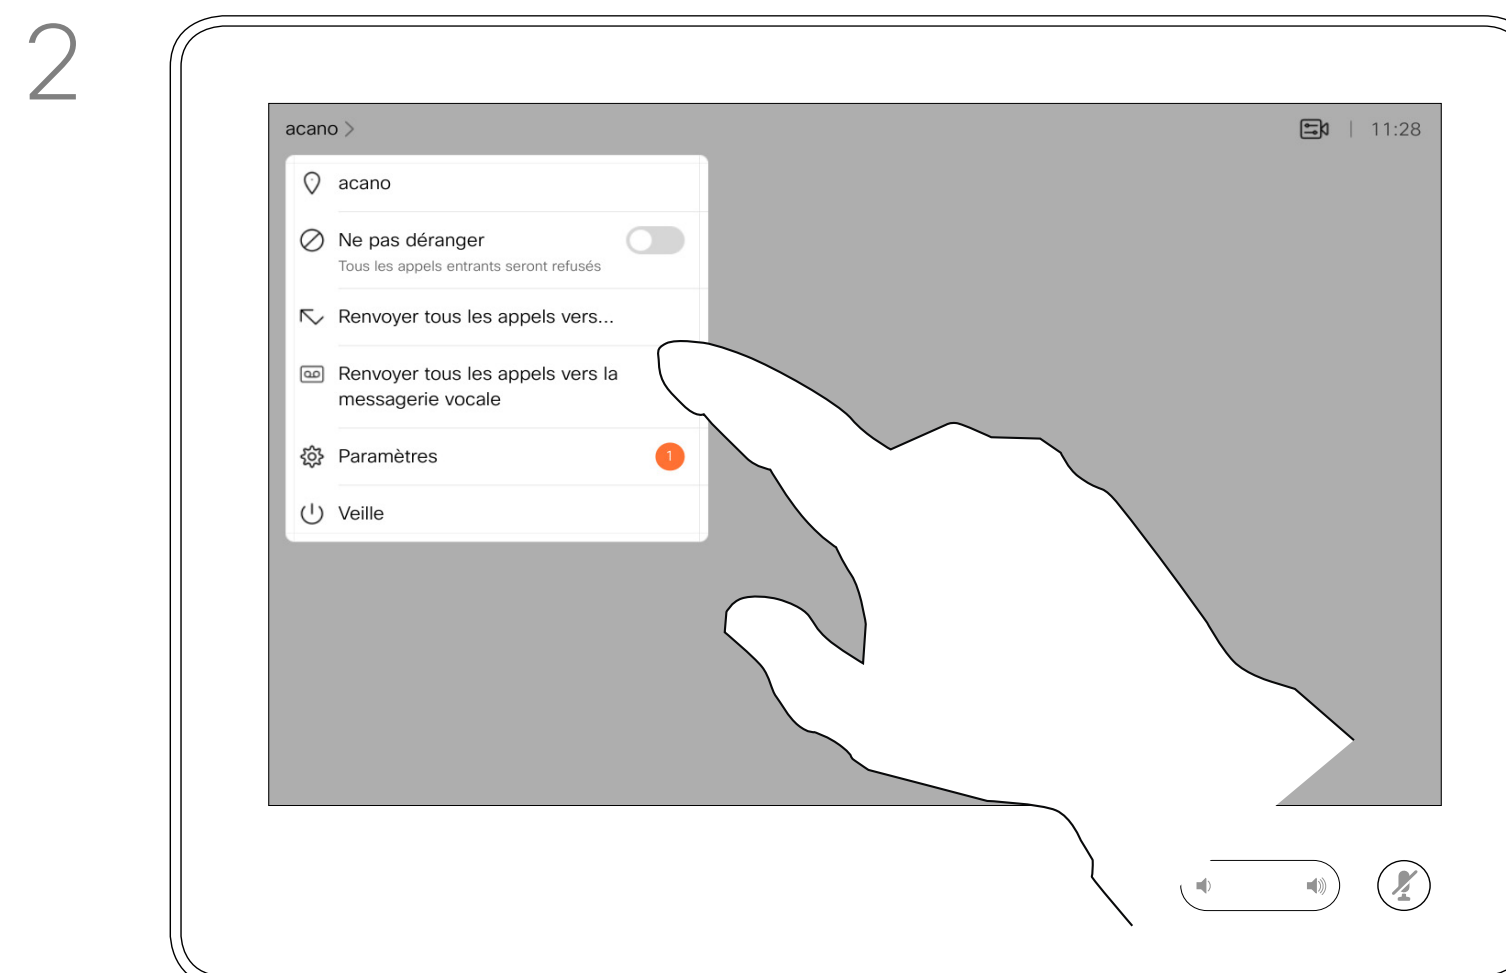 2
acano >
11:28
acano
Ne pas déranger
Tous les appels entrants seront refusés
Renvoyer tous les appels vers...
Renvoyer tous les appels vers la
messagerie vocale
Paramètres
1
Veille